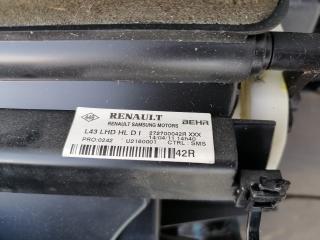 RENAULT
RENAULT SAMSUNG MOTORS
BEHR
L43 LHD HL D I 272700042R XXX
14/04/11 14h40
PRO:0242 U2160001 CTRL : SMS
42R